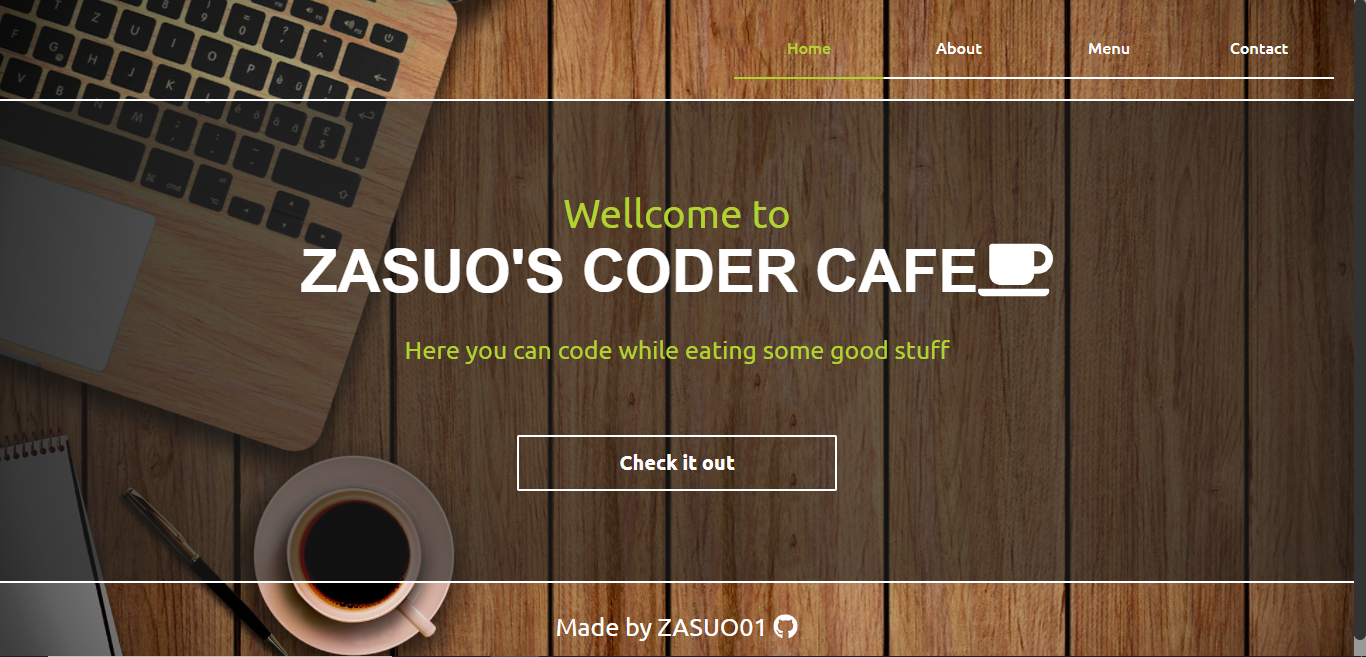 Home About Menu Contact
Wellcome to
ZASUO'S CODER CAFE
Here you can code while eating some good stuff
Check it out
Made by ZASUO01